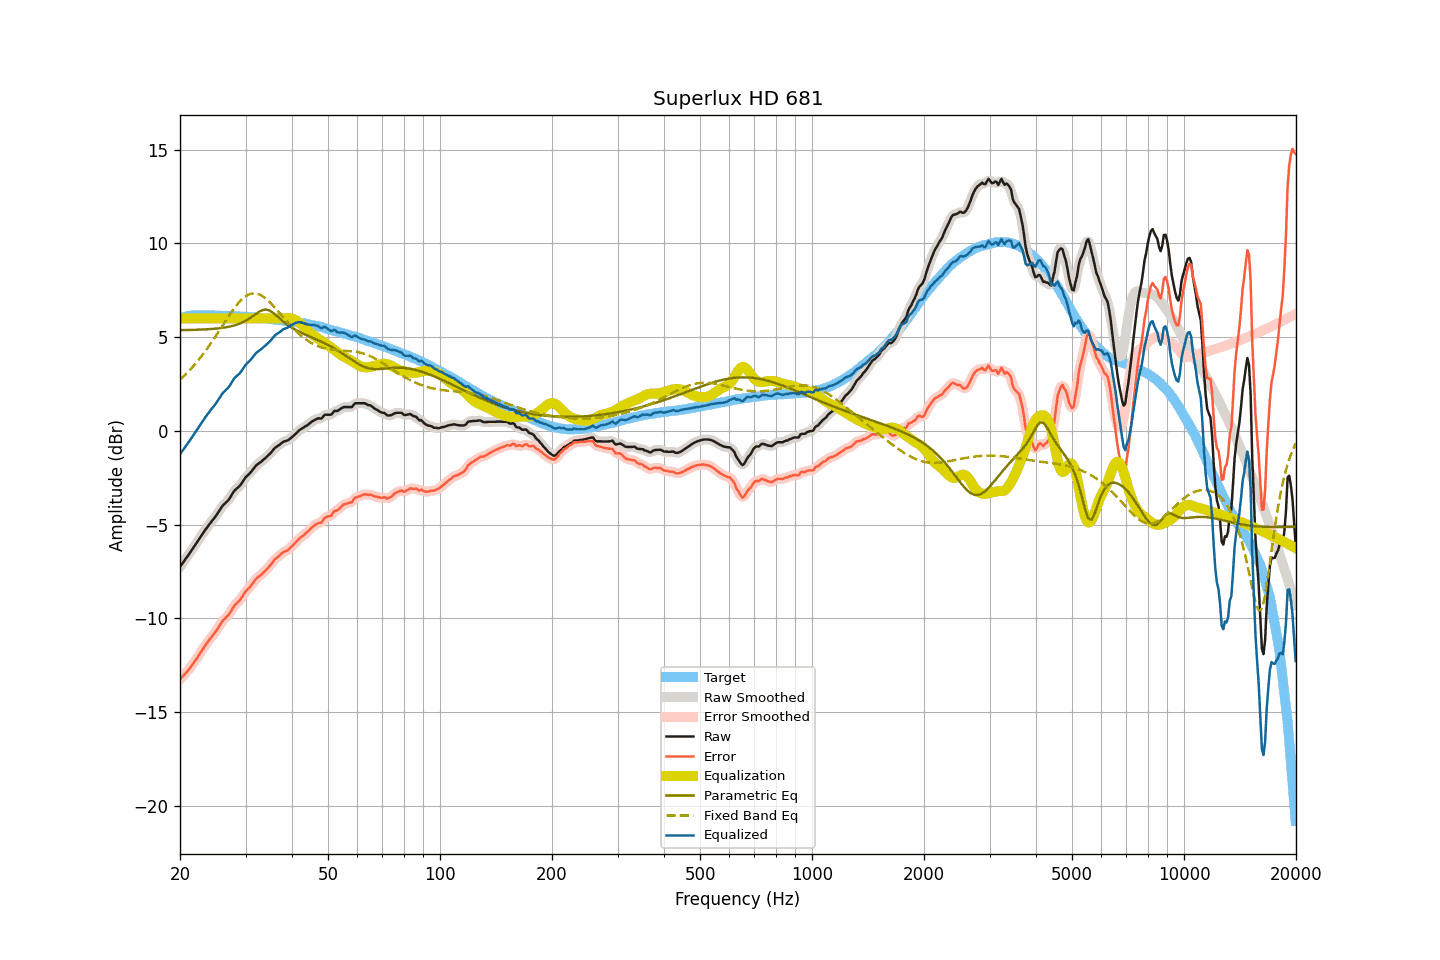 Superlux HD 681
Amplitude (dBr)
15
10
5
0
−5
−10
−15
−20
Target
Raw Smoothed
Error Smoothed
Raw
Error
Equalization
Parametric Eq
Fixed Band Eq
Equalized
20 50 100 200 500 1000 2000 5000 10000 20000
Frequency (Hz)